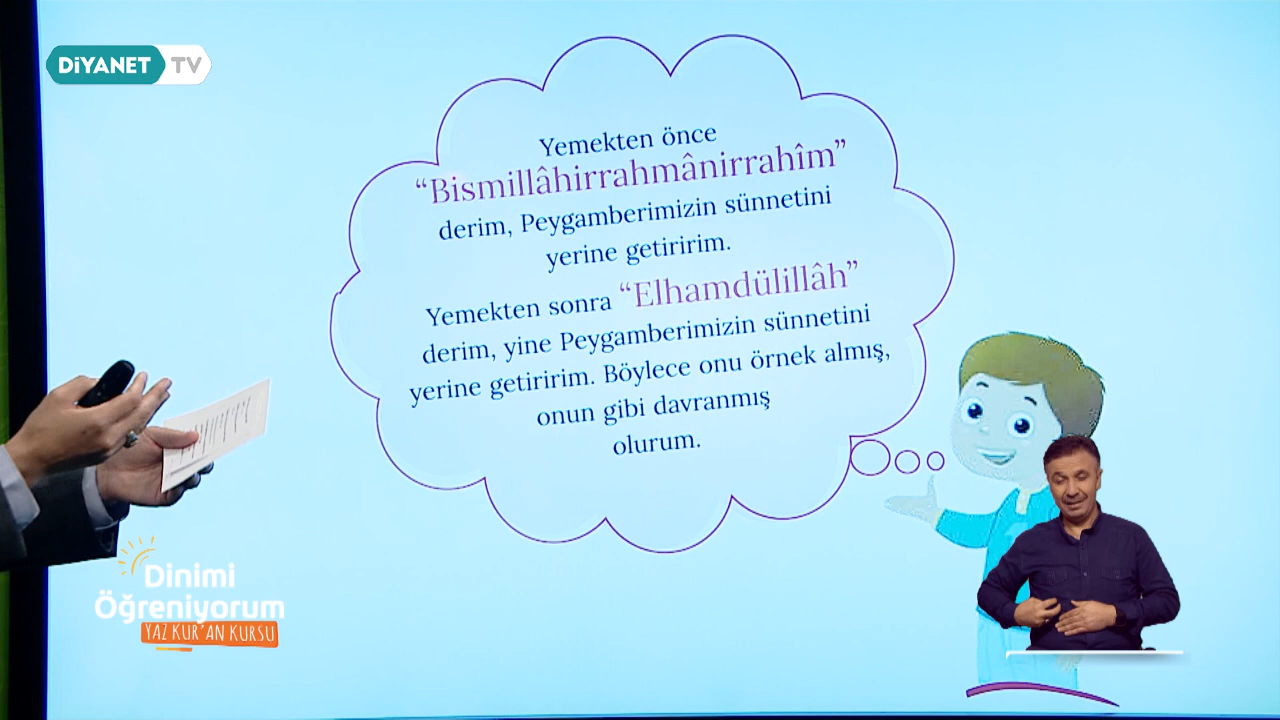 DİYANET TV
Yemekten önce
“Bismillâhirrahmânirrahîm”
derim, Peygamberimizin sünnetini
yerine getiririm.
Yemekten sonra “Elhamdülillâh”
derim, yine Peygamberimizin sünnetini
yerine getiririm. Böylece onu örnek almış,
onun gibi davranmış
olurum.
Dinimi
Öğreniyorum
YAZ KUR'AN KURSU